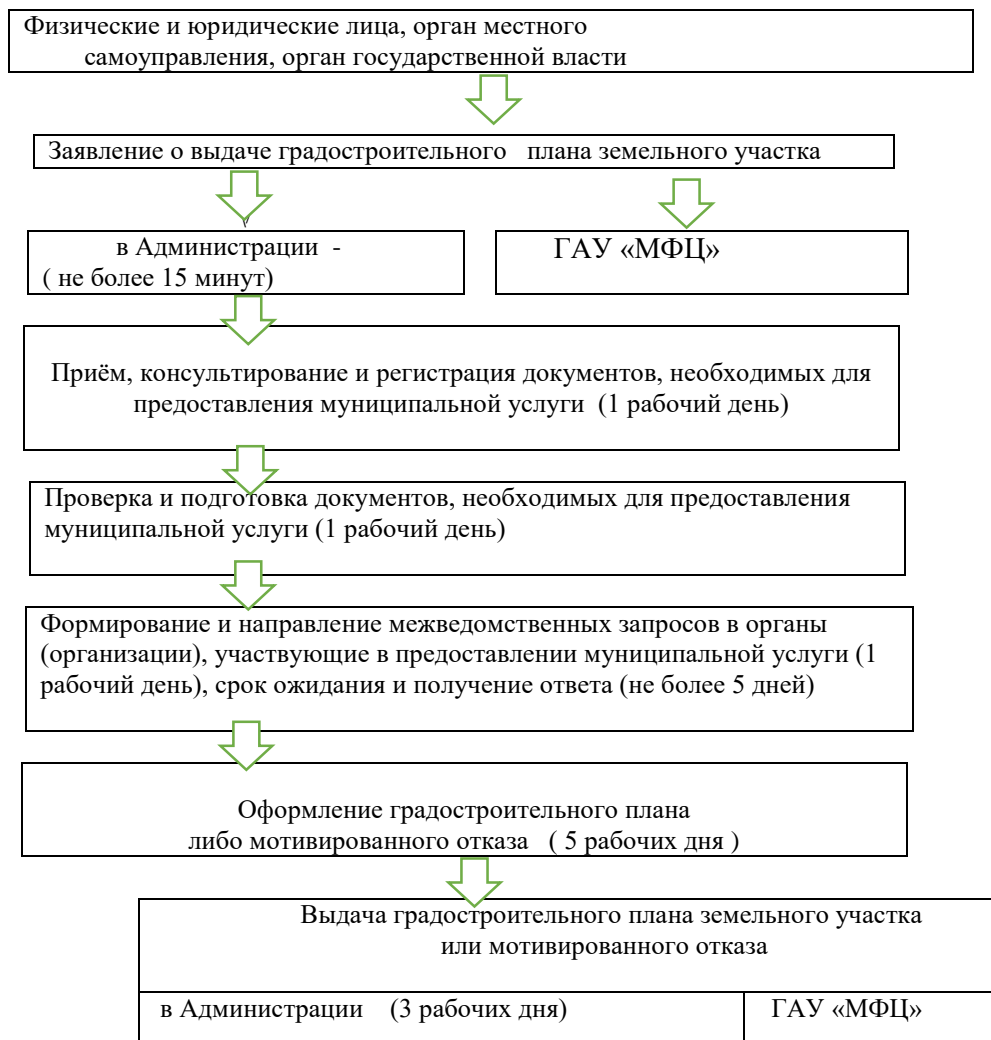 Физические и юридические лица, орган местного
самоуправления, орган государственной власти
Заявление о выдаче градостроительного плана земельного участка
в Администрации -
( не более 15 минут)
ГАУ «МФЦ»
Приём, консультирование и регистрация документов, необходимых для
предоставления муниципальной услуги (1 рабочий день)
Проверка и подготовка документов, необходимых для предоставления
муниципальной услуги (1 рабочий день)
Формирование и направление межведомственных запросов в органы
(организации), участвующие в предоставлении муниципальной услуги (1
рабочий день), срок ожидания и получение ответа (не более 5 дней)
Оформление градостроительного плана
либо мотивированного отказа ( 5 рабочих дня )
Выдача градостроительного плана земельного участка
или мотивированного отказа
в Администрации (3 рабочих дня)
ГАУ «МФЦ»